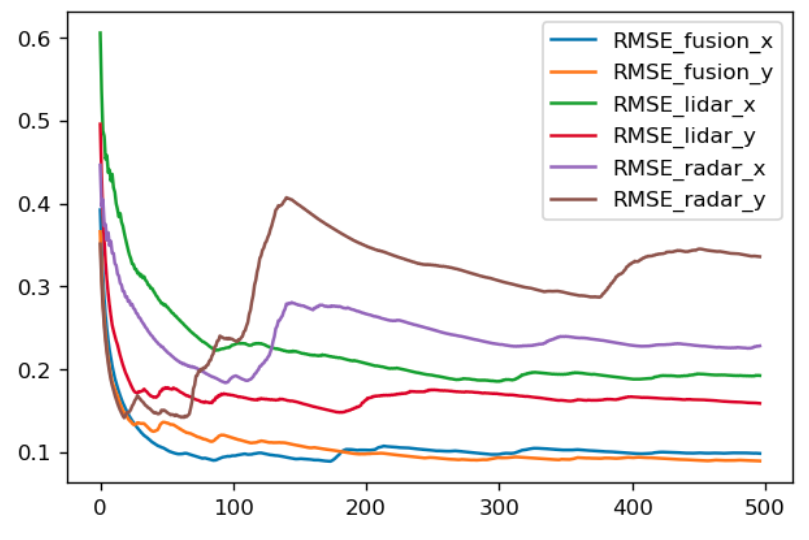 0.6
0.5
0.4
0.3
0.2
0.1
0 100 200 300 400 500
RMSE_fusion_x
RMSE_fusion_y
RMSE_lidar_x
RMSE_lidar_y
RMSE_radar_x
RMSE_radar_y